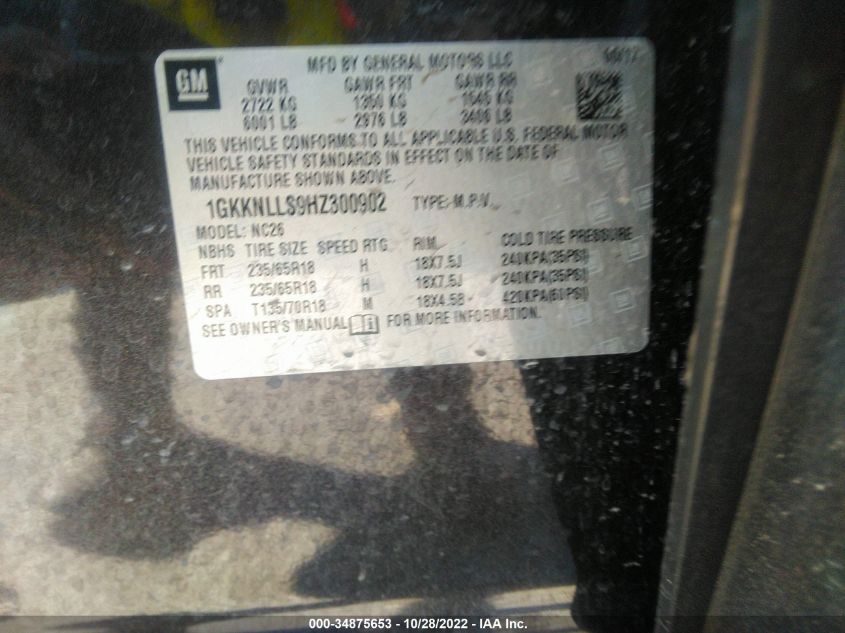 GM
MFD BY GENERAL MOTORS LLC
GVWR GAWR FRT GAWR RR
2722 KG 1350 KG 1545 KG
6001 LB 2976 LB 3406 LB
THIS VEHICLE CONFORMS TO ALL APPLICABLE U.S. FEDERAL MOTOR
VEHICLE SAFETY STANDARDS IN EFFECT ON THE DATE OF
MANUFACTURE SHOWN ABOVE.
1GKKNLLS9HZ300902 TYPE: M.P.V.
MODEL: NC26
NBHS TIRE SIZE SPEED RTG RIM COLD TIRE PRESSURE
FRT 235/65R18 H 18X7.5J 240KPA(35PSI)
RR 235/65R18 H 18X7.5J 240KPA(35PSI)
SPA T135/70R18 M 18X4.5B 420KPA(60PSI)
SEE OWNER'S MANUAL FOR MORE INFORMATION.
000-34875653 - 10/28/2022 - IAA Inc.